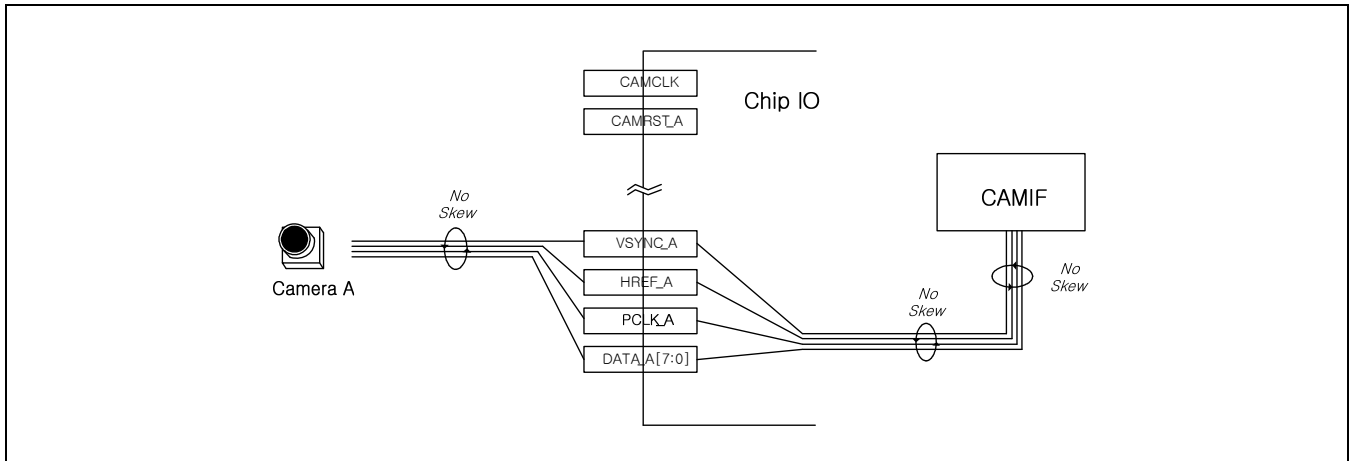 CAMCLK
Chip IO
CAMRST_A
No
Skew
CAMIF
VSYNC_A
Camera A
HREF_A
No
Skew
No
Skew
PCLK_A
DATA_A[7:0]